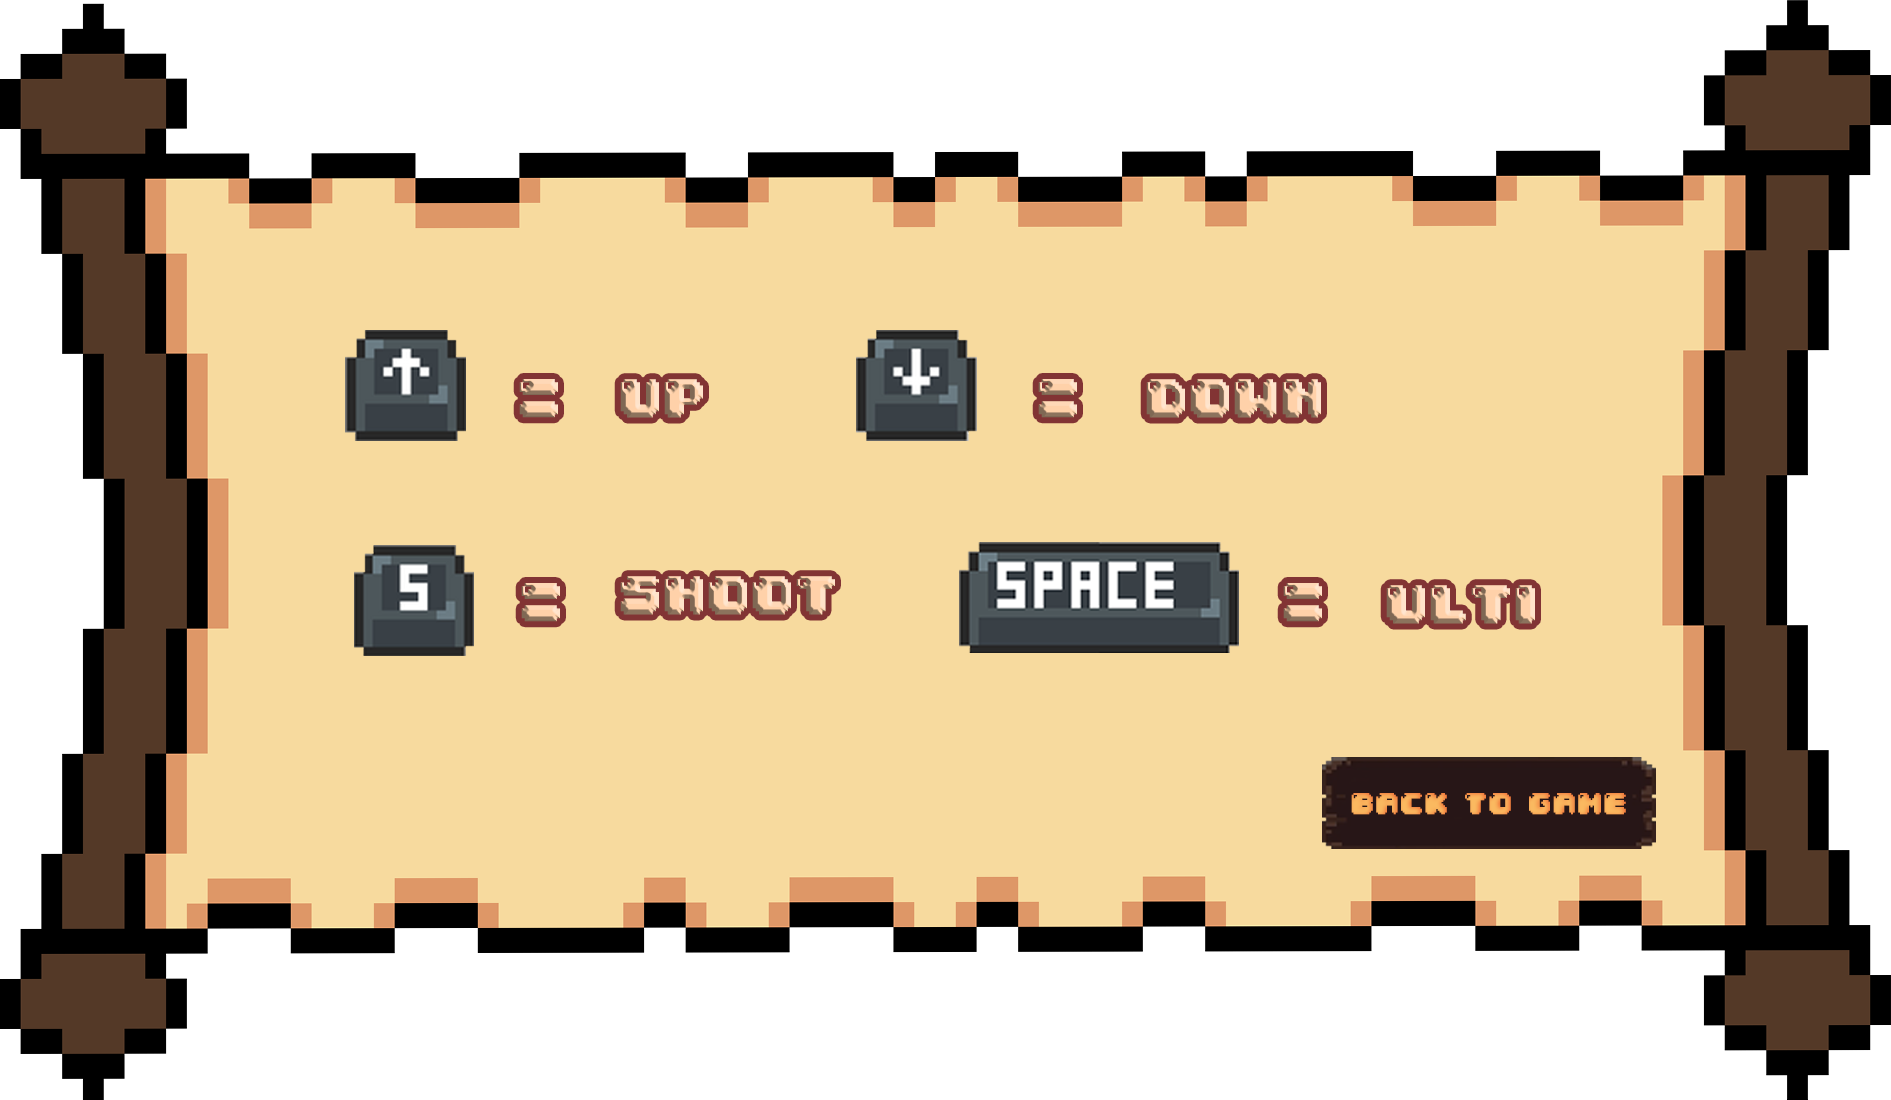 ↑ = UP ↓ = DOWN
S = SHOOT SPACE = ULTI
BACK TO GAME